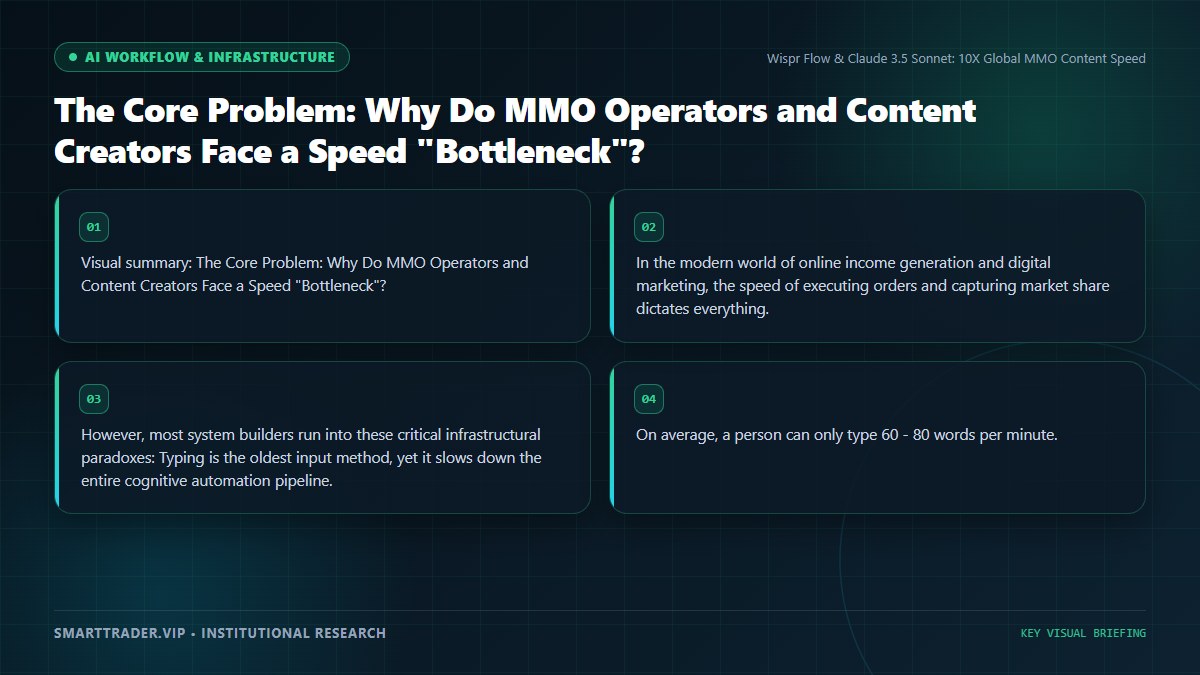 AI WORKFLOW & INFRASTRUCTURE
Wispr Flow & Claude 3.5 Sonnet: 10X Global MMO Content Speed
The Core Problem: Why Do MMO Operators and Content
Creators Face a Speed "Bottleneck"?
01
Visual summary: The Core Problem: Why Do MMO Operators and
Content Creators Face a Speed "Bottleneck"?
02
In the modern world of online income generation and digital
marketing, the speed of executing orders and capturing market share
dictates everything.
03
However, most system builders run into these critical infrastructural
paradoxes: Typing is the oldest input method, yet it slows down the
entire cognitive automation pipeline.
04
On average, a person can only type 60 - 80 words per minute.
SMARTTRADER.VIP • INSTITUTIONAL RESEARCH
KEY VISUAL BRIEFING